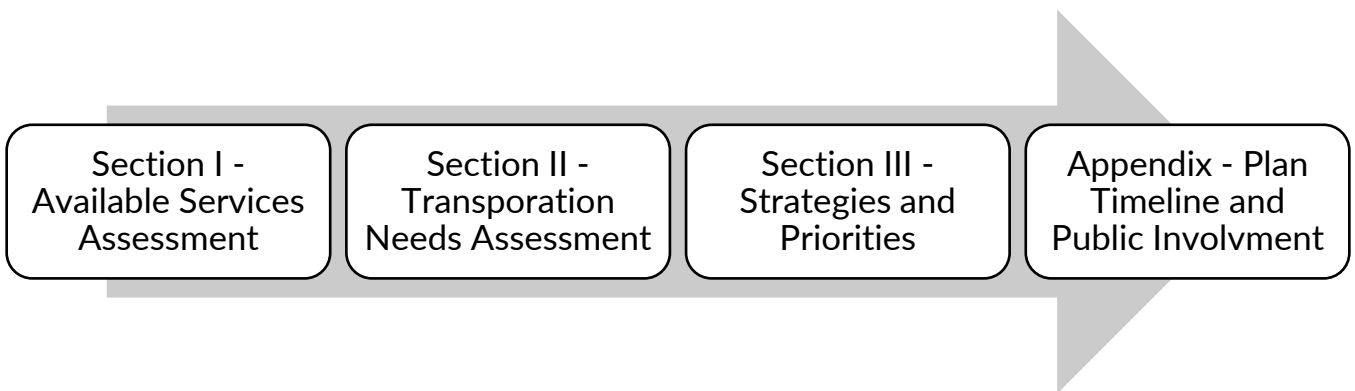 Section I -
Available Services
Assessment
Section II -
Transporation
Needs Assessment
Section III -
Strategies and
Priorities
Appendix - Plan
Timeline and
Public Involvment